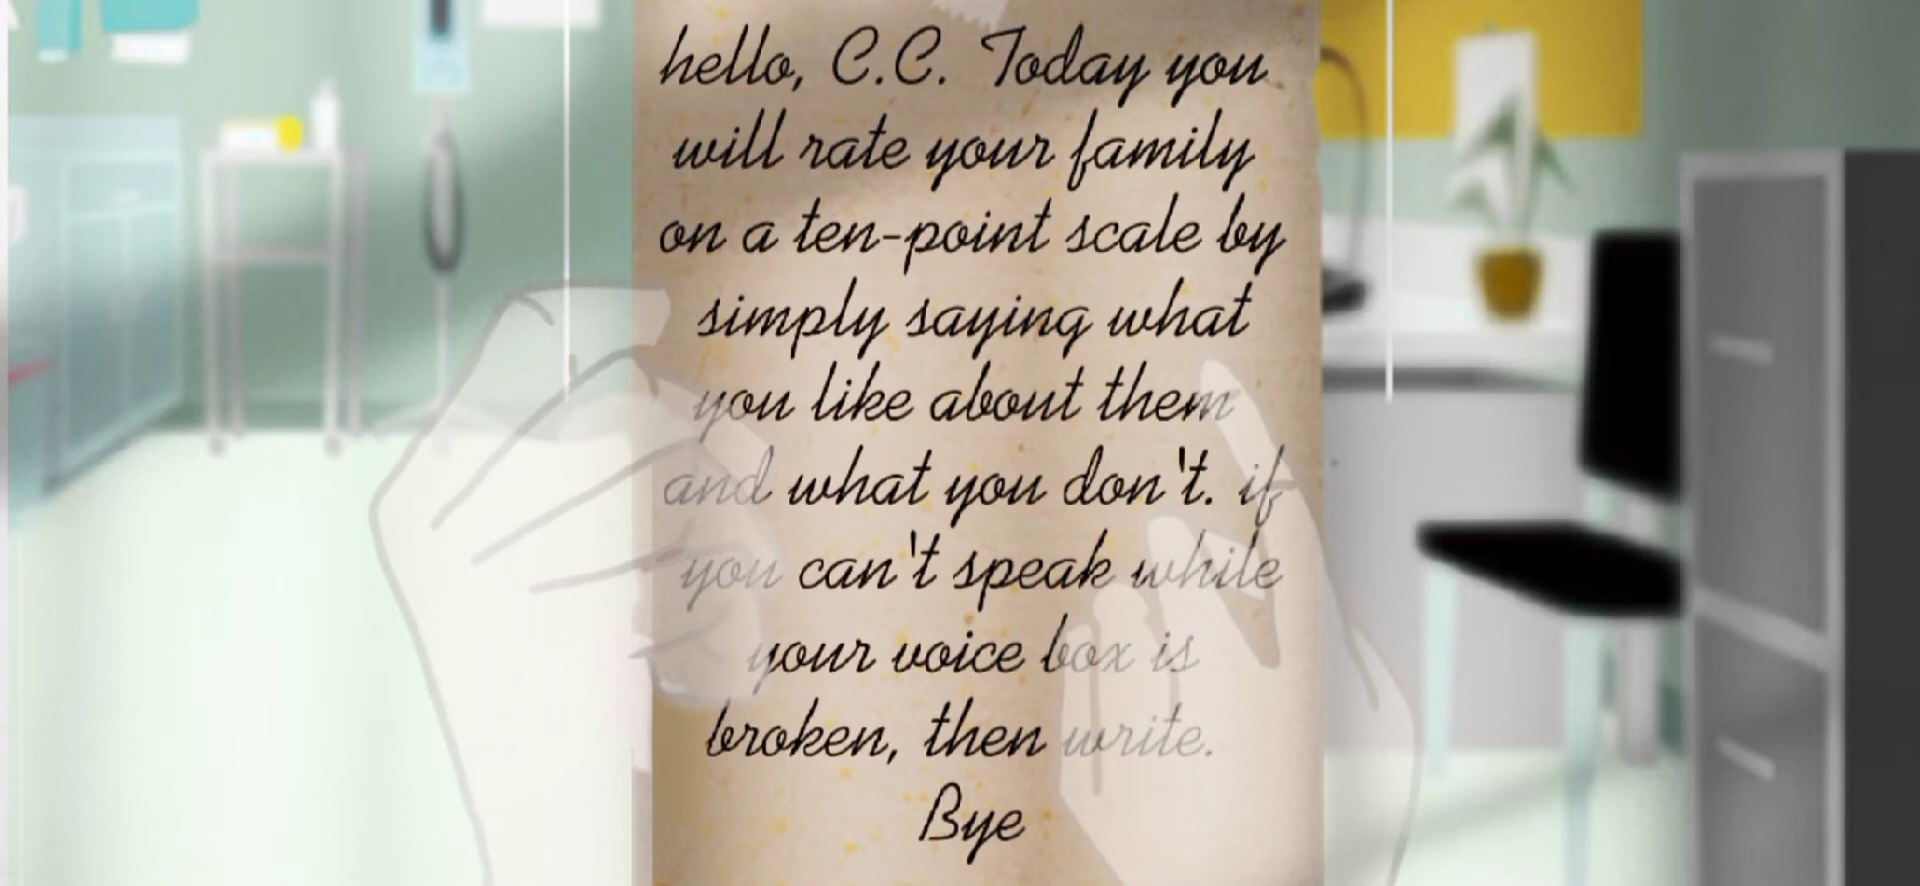 hello, C.C. Today you
will rate your family
on a ten-point scale by
simply saying what
you like about them
and what you don't. if
you can't speak while
your voice box is
broken, then write.
Bye